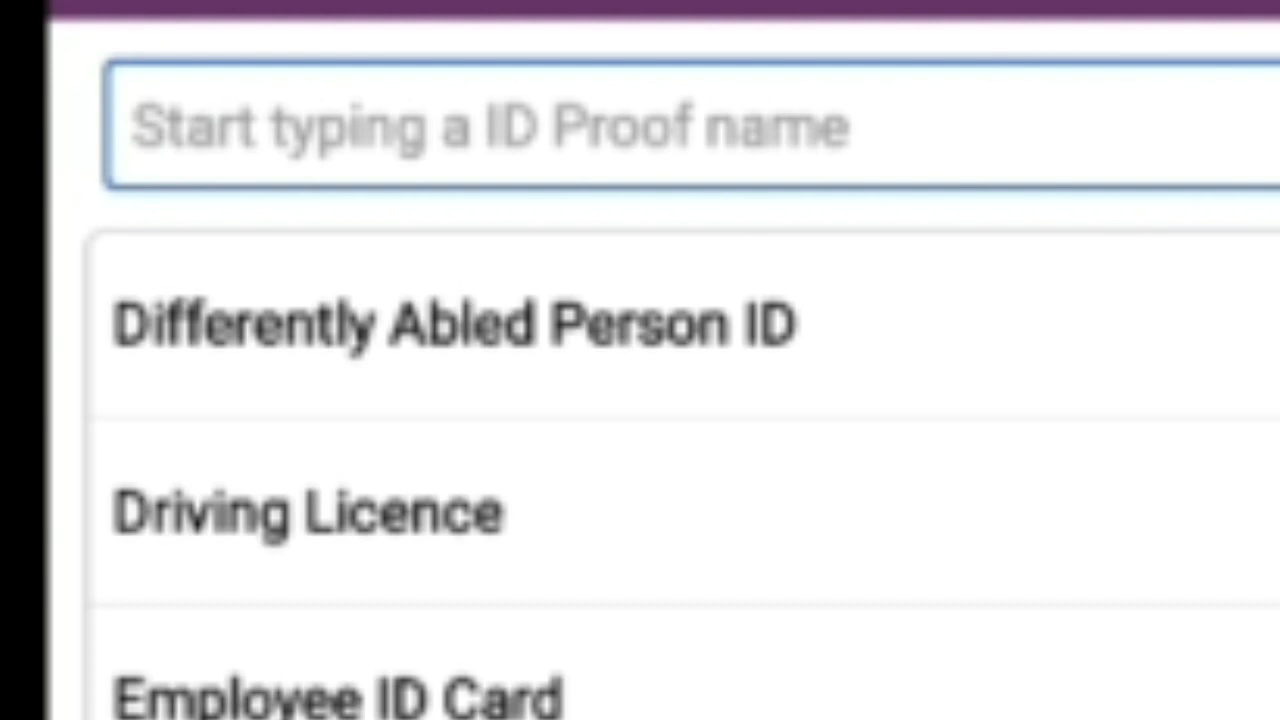 Start typing a ID Proof name
Differently Abled Person ID
Driving Licence
Employee ID Card